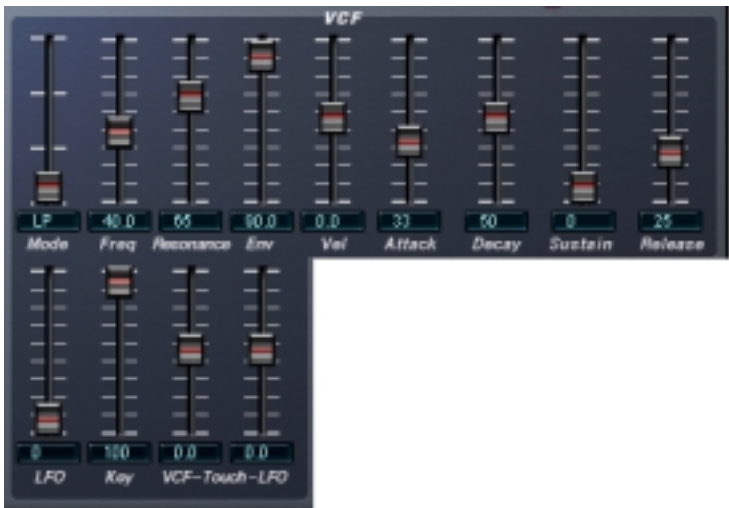 VCF
LP 40.0 65 90.0 0.0 33 50 0 25
Mode Freq Resonance Env Vel Attack Decay Sustain Release
0 100 0.0 0.0
LFO Key VCF-Touch-LFO